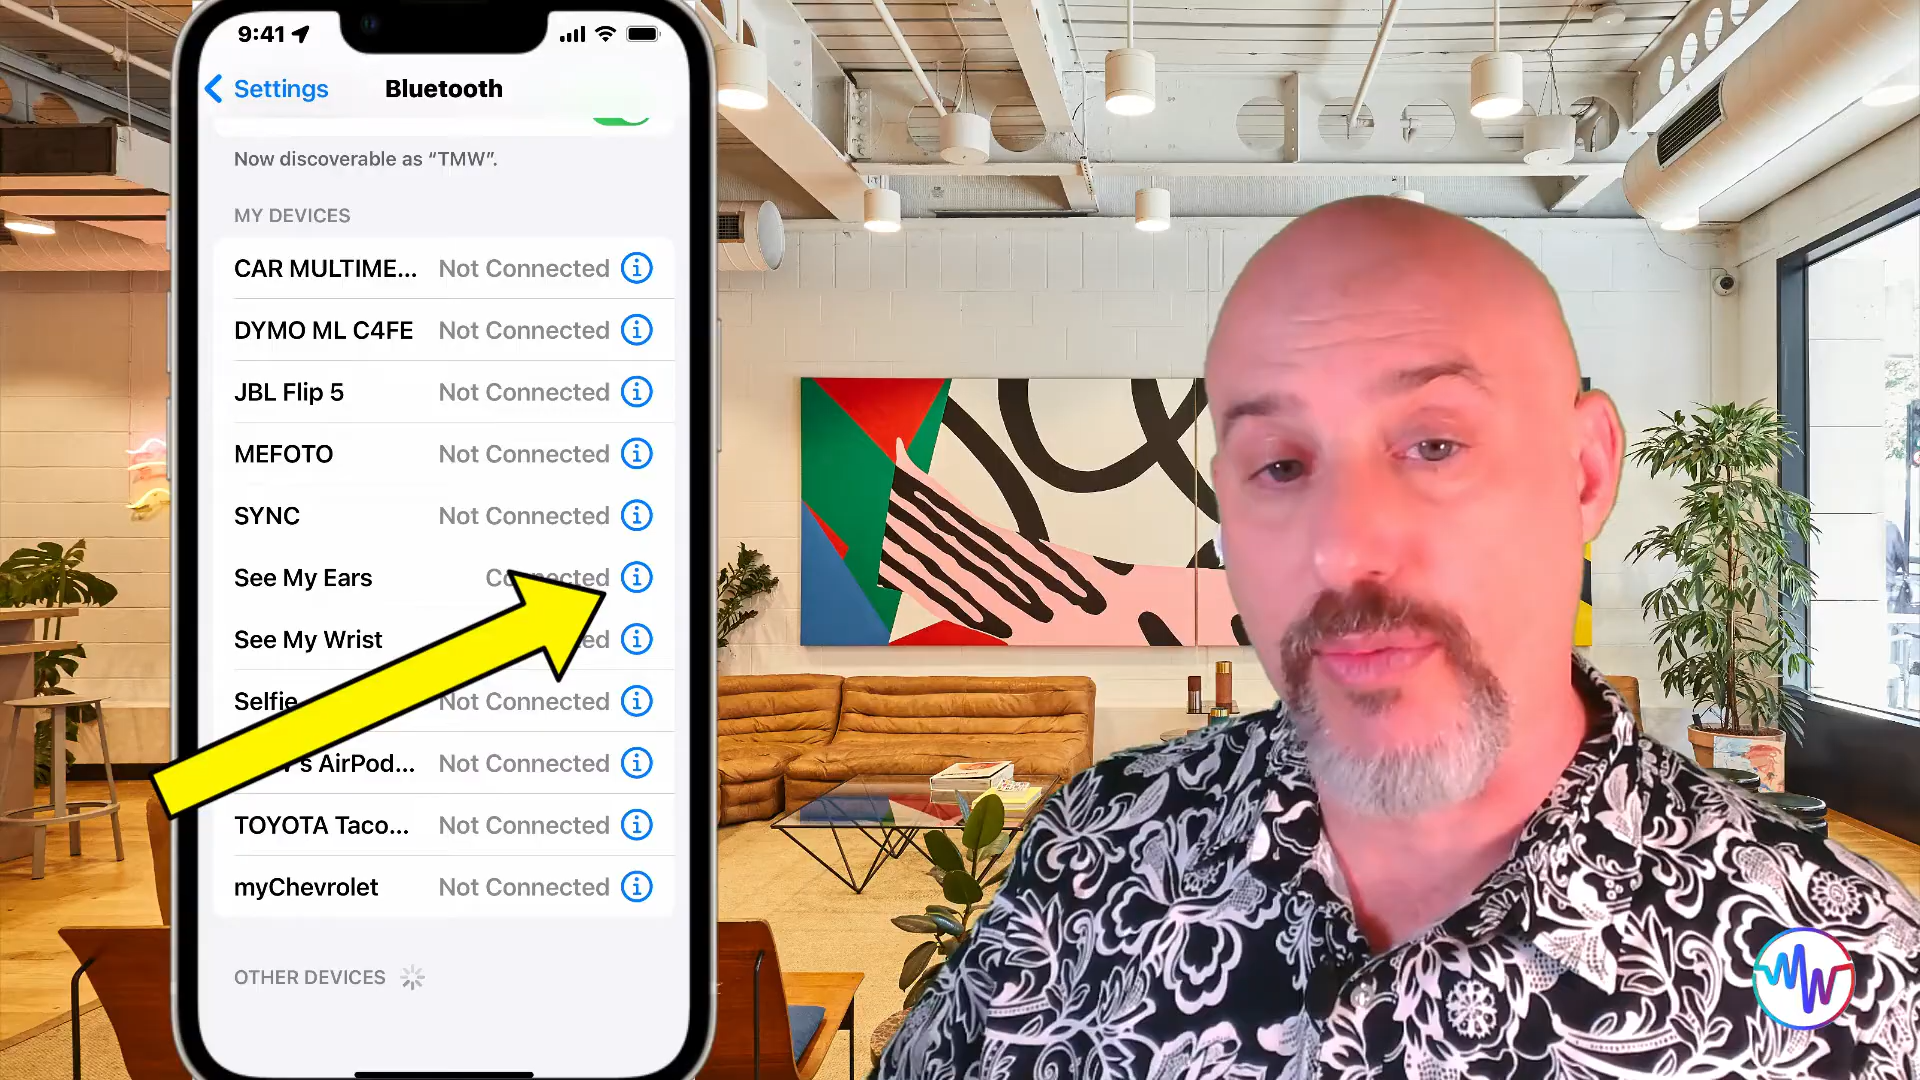 9:41
Settings
Bluetooth
Now discoverable as “TMW”.
MY DEVICES
CAR MULTIME... Not Connected
DYMO ML C4FE Not Connected
JBL Flip 5 Not Connected
MEFOTO Not Connected
SYNC Not Connected
See My Ears Connected
See My Wrist
Selfie Not Connected
AirPod... Not Connected
TOYOTA Taco... Not Connected
myChevrolet Not Connected
OTHER DEVICES
MW